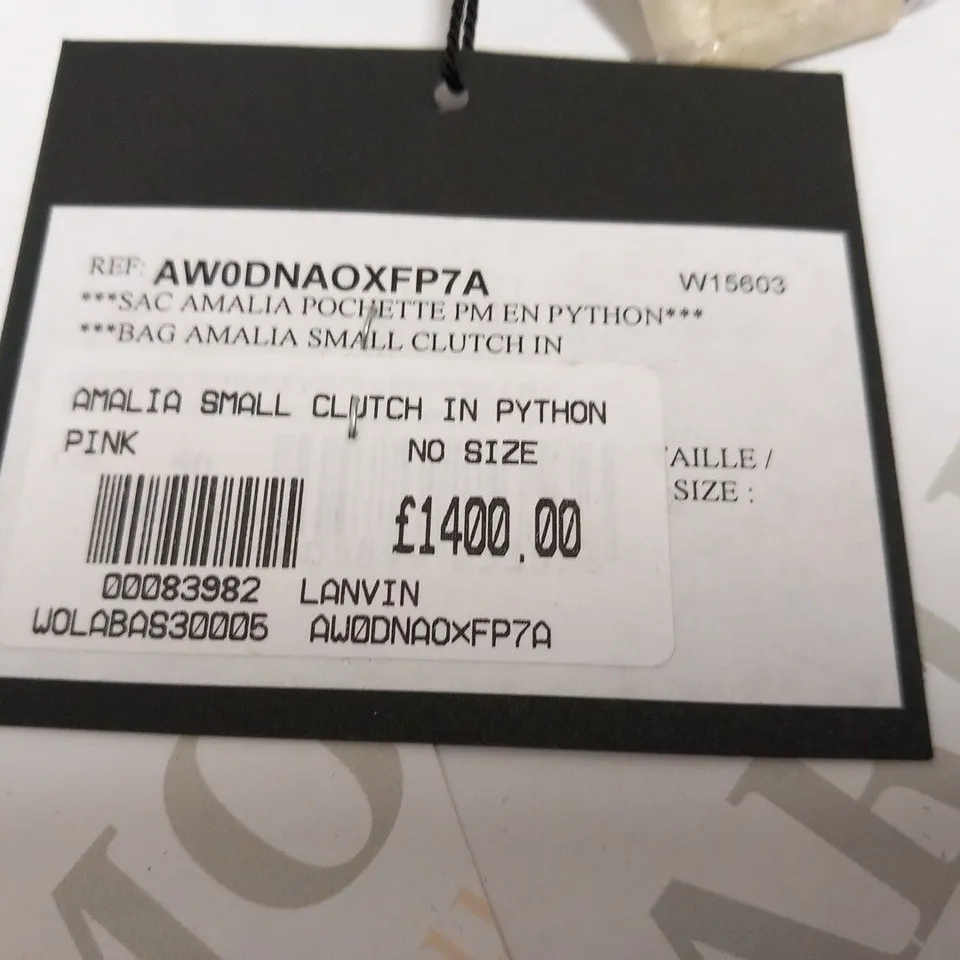 REF: AW0DNAOXFP7A W15603
***SAC AMALIA POCHETTE PM EN PYTHON***
***BAG AMALIA SMALL CLUTCH IN
AMALIA SMALL CLUTCH IN PYTHON
PINK NO SIZE
AILLE /
SIZE :
£1400.00
00083982 LANVIN
WOLABAS30005 AW0DNAOXFP7A